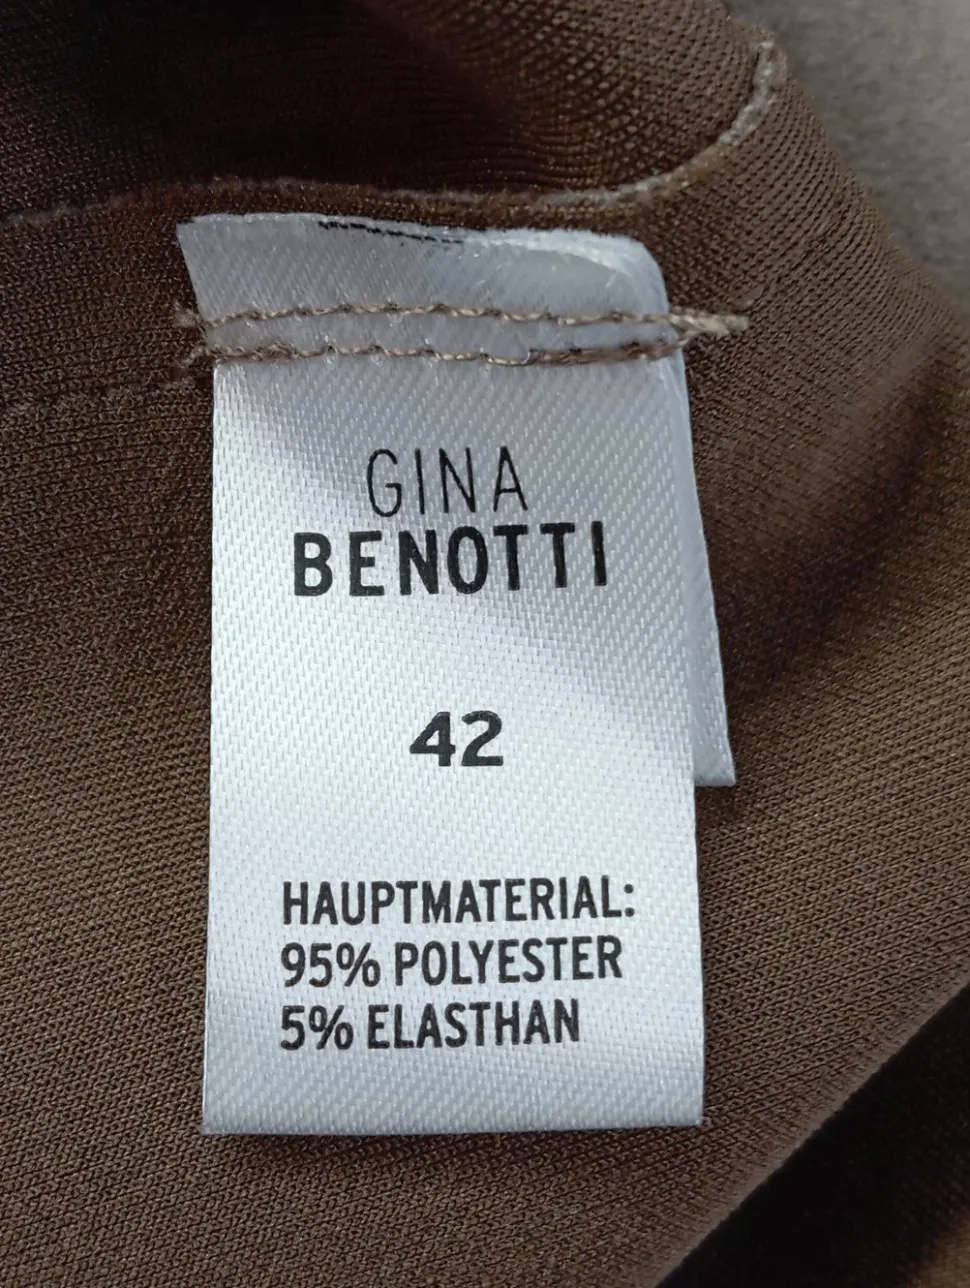 GINA
BENOTTI
42
HAUPTMATERIAL:
95% POLYESTER
5% ELASTHAN